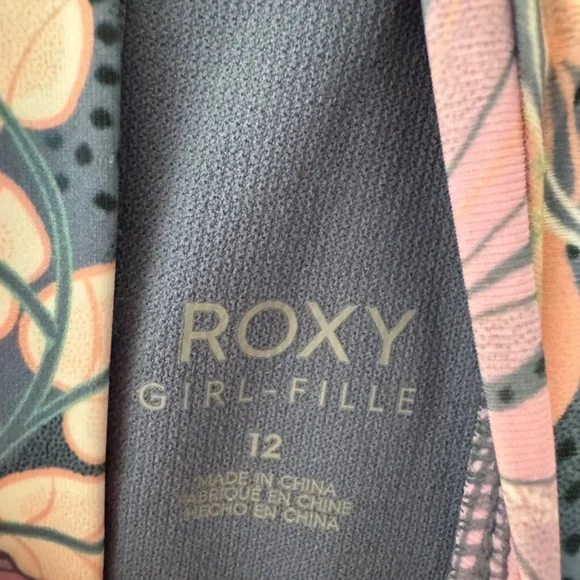 ROXY
GIRL-FILLE
12
MADE IN CHINA
FABRIQUÉ EN CHINE
HECHO EN CHINA